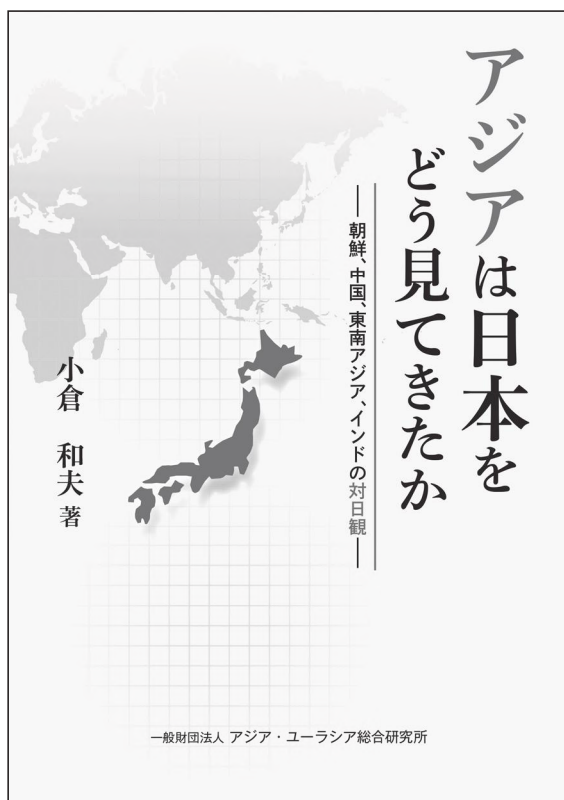 アジアは日本を
どう見てきたか
―朝鮮、中国、東南アジア、インドの対日観―
小倉 和夫 著
一般財団法人 アジア・ユーラシア総合研究所